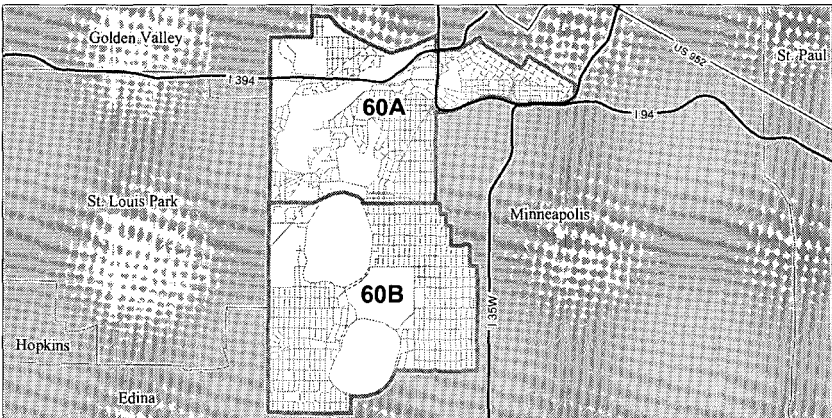 Golden Valley
US 952
St. Paul
I 394
60A
I 94
St. Louis Park
Minneapolis
60B
I 35W
Hopkins
Edina